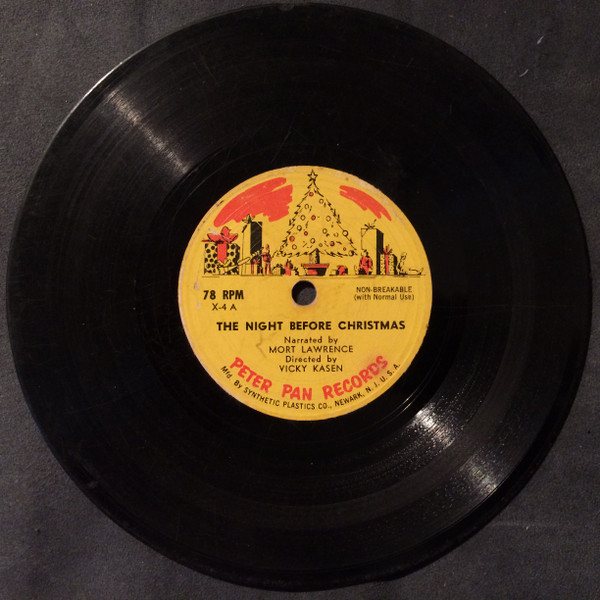 78 RPM
X-4 A
NON-BREAKABLE
(with Normal Use)
THE NIGHT BEFORE CHRISTMAS
Narrated by
MORT LAWRENCE
Directed by
VICKY KASEN
PETER PAN RECORDS
Mfd. By SYNTHETIC PLASTICS CO., NEWARK, N.J. U.S.A.